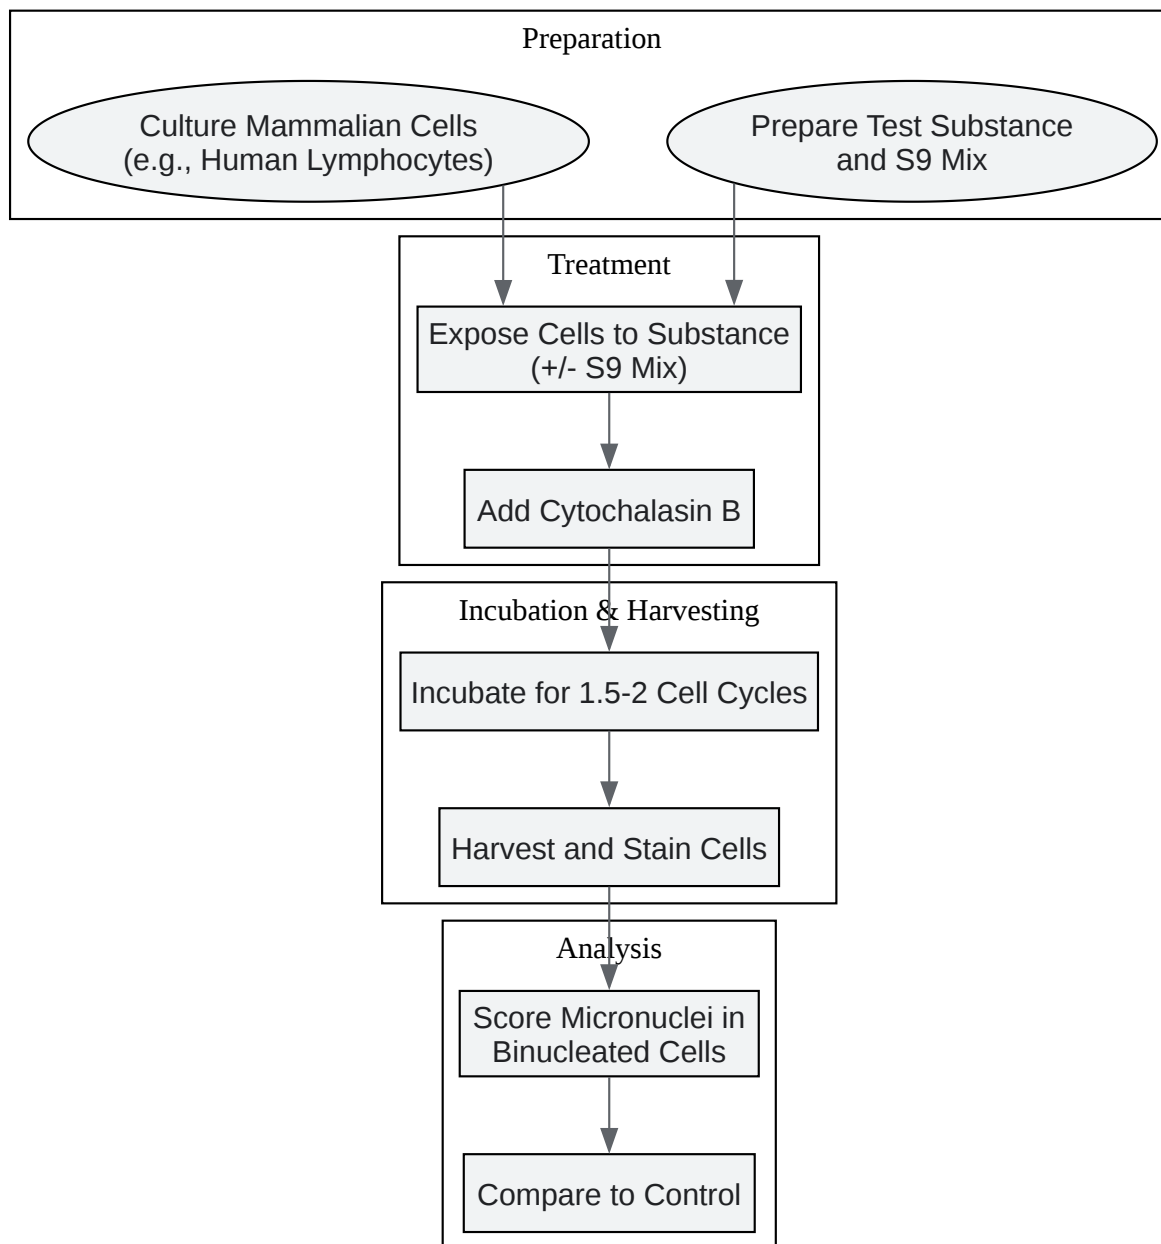 Preparation
Culture Mammalian Cells
(e.g., Human Lymphocytes)
Prepare Test Substance
and S9 Mix
Treatment
Expose Cells to Substance
(+/- S9 Mix)
Add Cytochalasin B
Incubation & Harvesting
Incubate for 1.5-2 Cell Cycles
Harvest and Stain Cells
Analysis
Score Micronuclei in
Binucleated Cells
Compare to Control